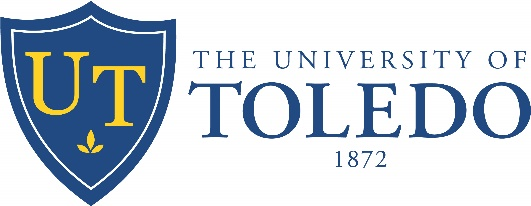 UT
THE UNIVERSITY OF
TOLEDO
1872